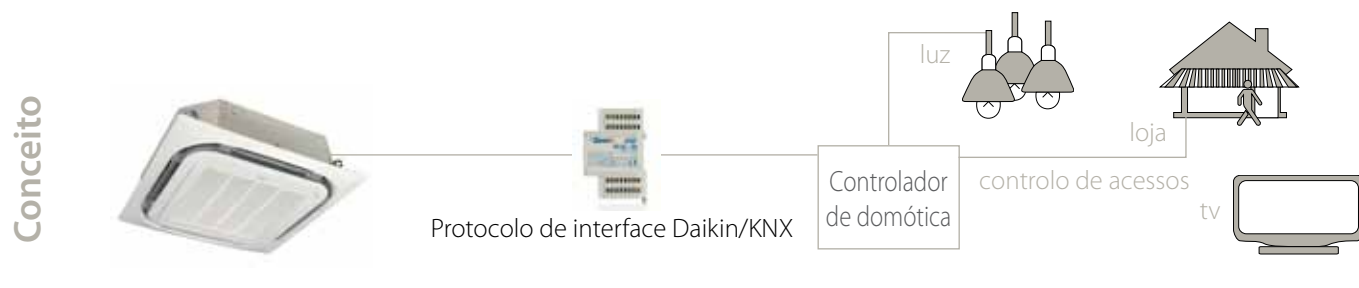 Conceito
luz
loja
Controlador
de domótica
controlo de acessos
tv
Protocolo de interface Daikin/KNX